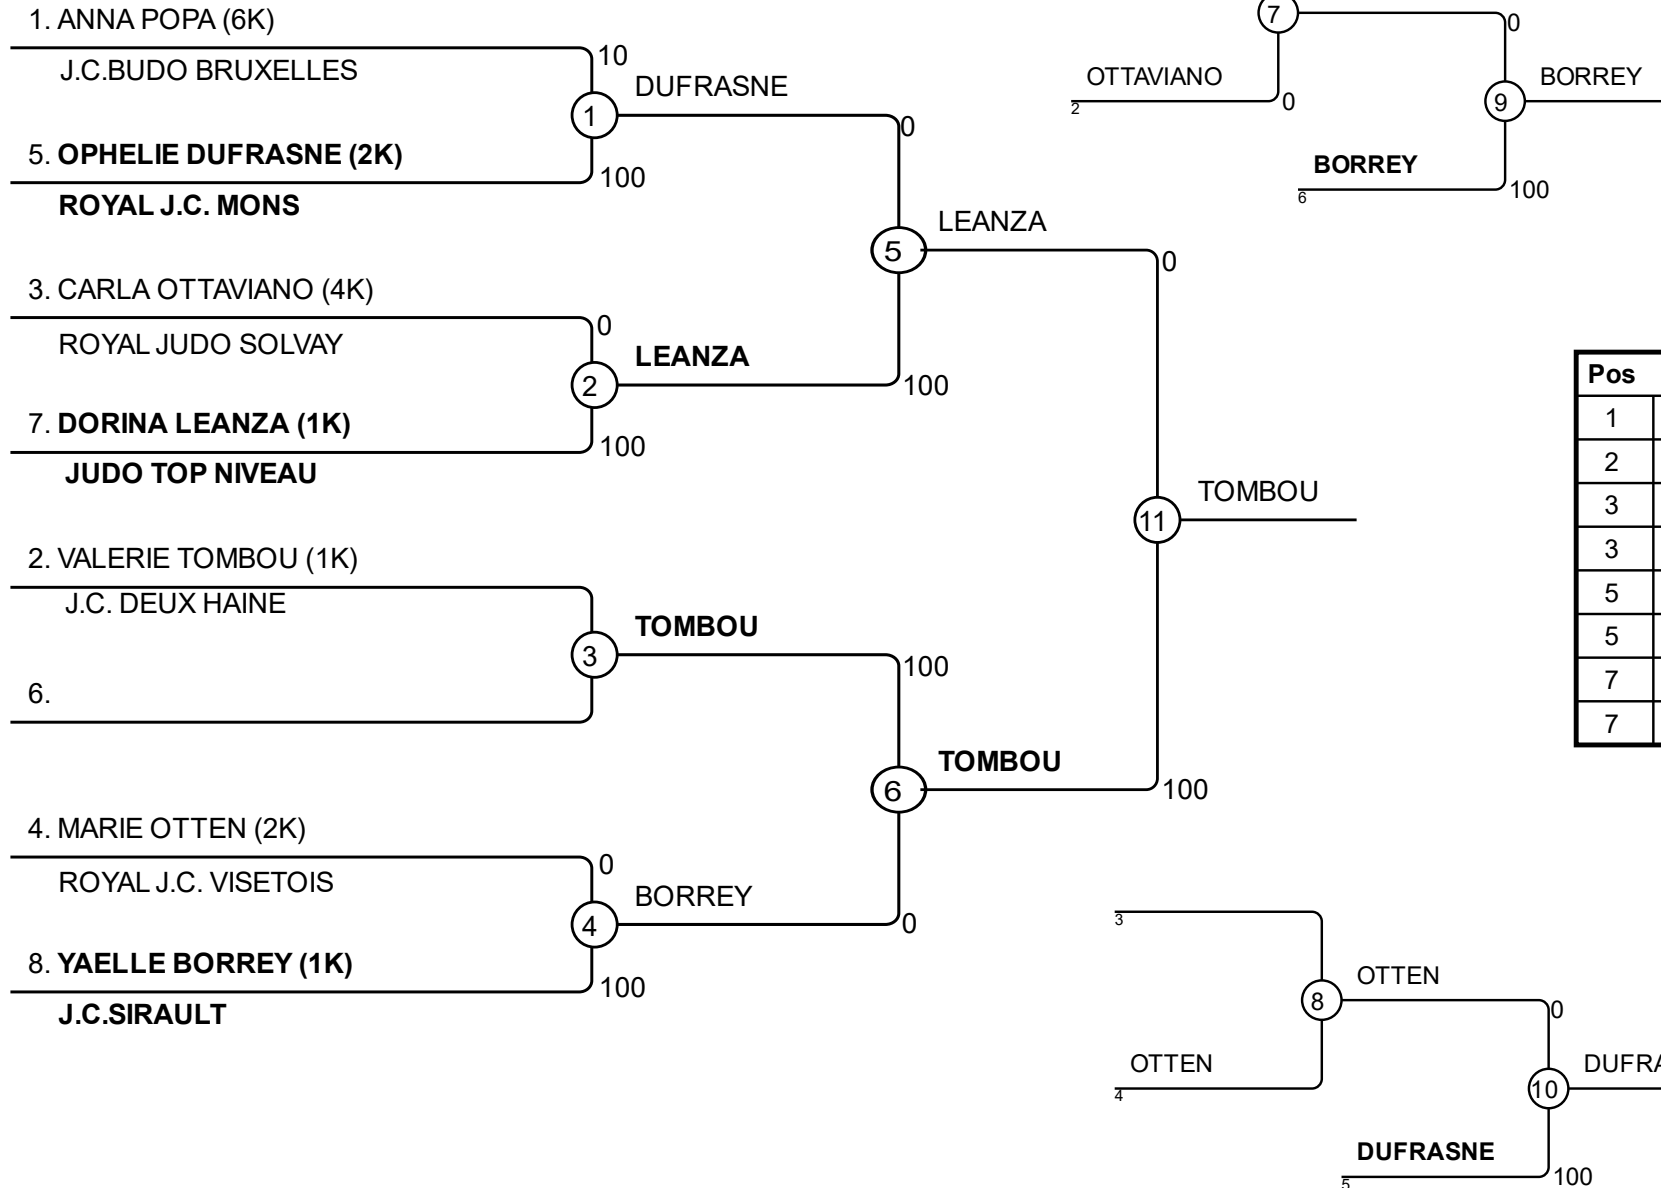 1. ANNA POPA (6K)
10
J.C.BUDO BRUXELLES
1
DUFRASNE
5. OPHELIE DUFRASNE (2K)
100
ROYAL J.C. MONS
0
5
LEANZA
3. CARLA OTTAVIANO (4K)
0
ROYAL JUDO SOLVAY
2
LEANZA
100
7. DORINA LEANZA (1K)
100
JUDO TOP NIVEAU
0
11
TOMBOU
2. VALERIE TOMBOU (1K)
J.C. DEUX HAINE
3
TOMBOU
100
6.
6
TOMBOU
100
4. MARIE OTTEN (2K)
0
ROYAL J.C. VISETOIS
4
BORREY
0
8. YAELLE BORREY (1K)
100
J.C.SIRAULT
7
0
OTTAVIANO
2
0
9
BORREY
BORREY
6
100
Pos
1
2
3
3
5
5
7
7
3
8
OTTEN
0
OTTEN
4
10
DUFRA
DUFRASNE
5
100